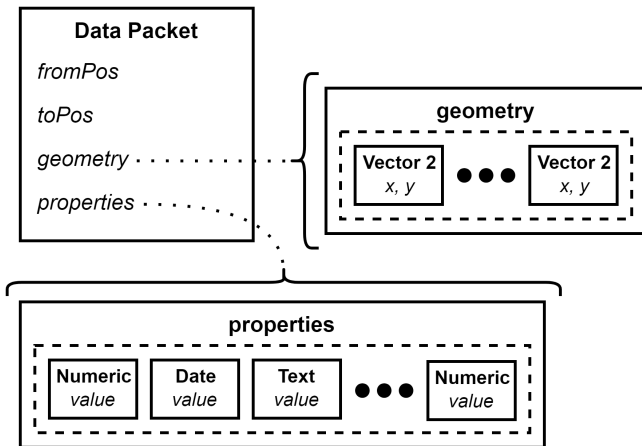 Data Packet
fromPos
toPos
geometry
properties
geometry
Vector 2
x, y
Vector 2
x, y
properties
Numeric
value
Date
value
Text
value
Numeric
value